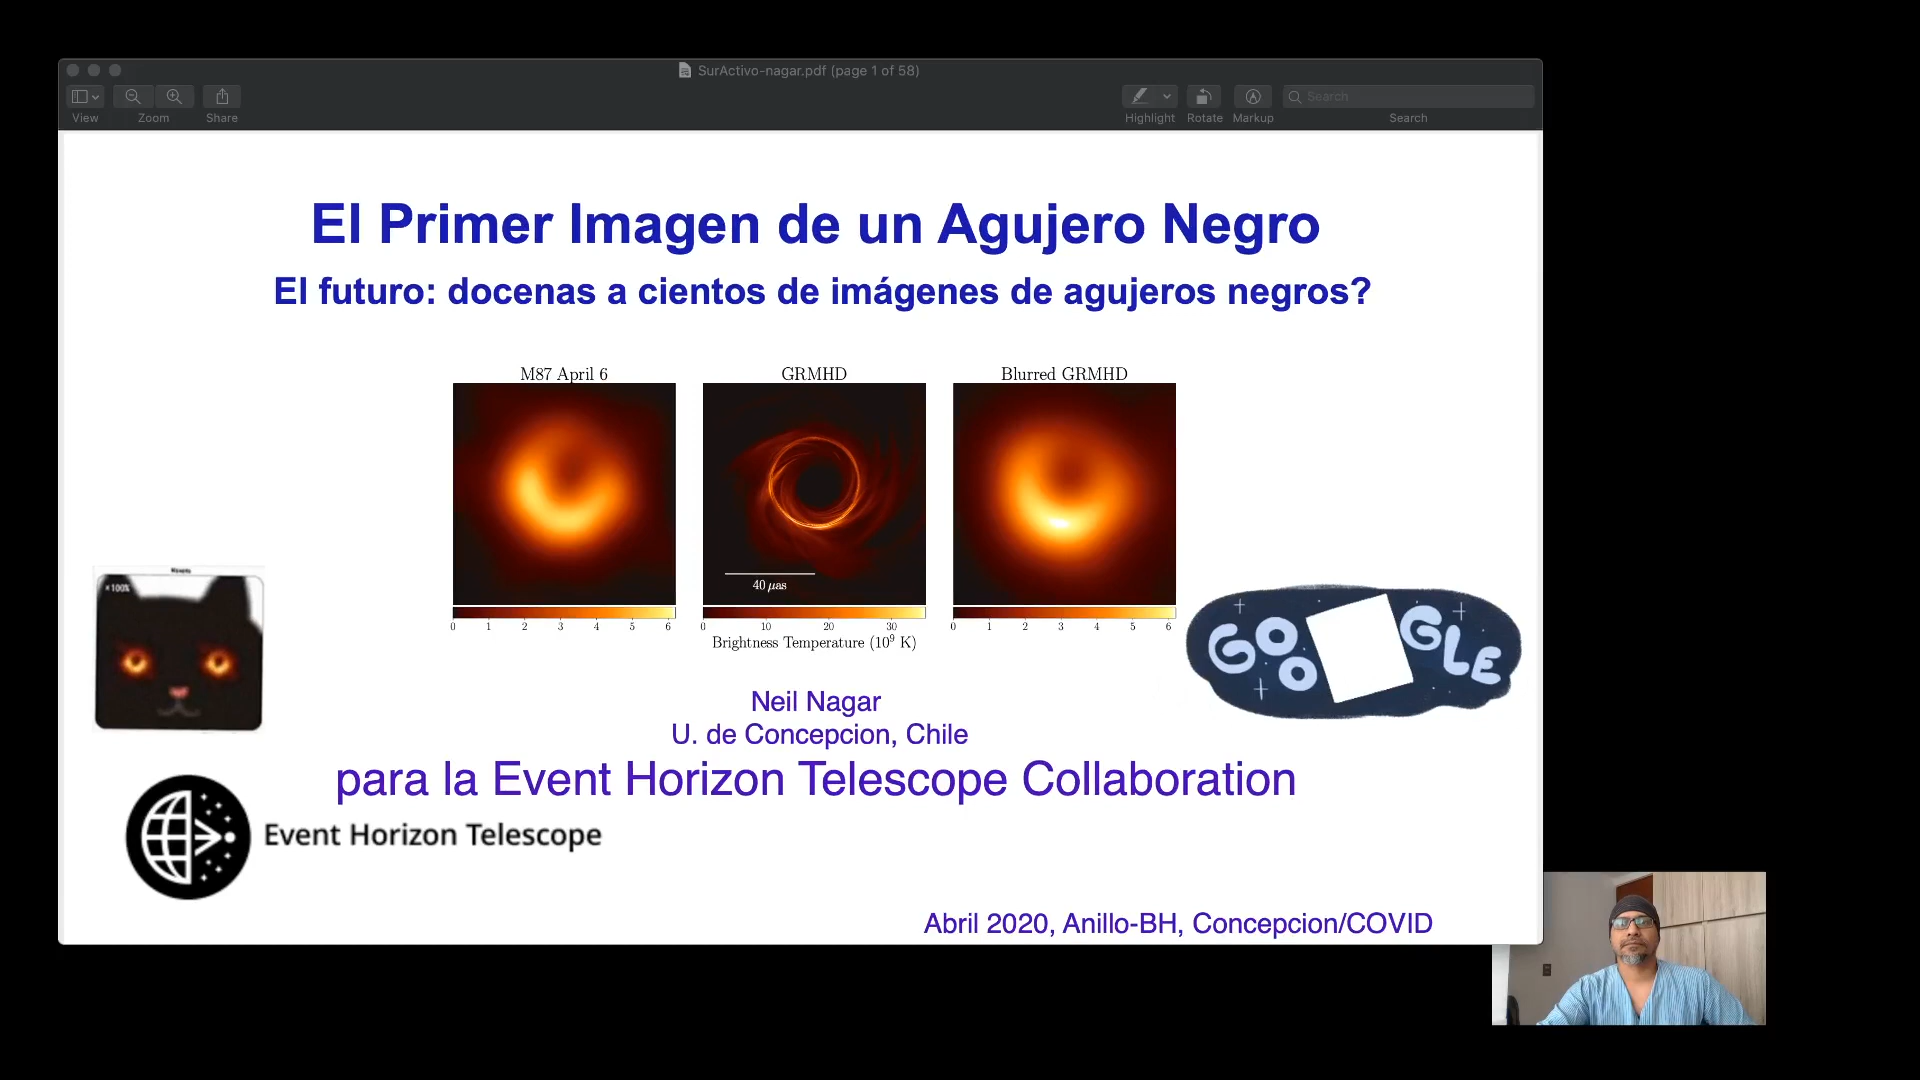 SurActivo-nagar.pdf (page 1 of 58)
View
Zoom
Share
Highlight
Rotate
Markup
Search
Search
El Primer Imagen de un Agujero Negro
El futuro: docenas a cientos de imágenes de agujeros negros?
M87 April 6
GRMHD
Blurred GRMHD
40 μas
0 1 2 3 4 5 6
0 10 20 30
0 1 2 3 4 5 6
Brightness Temperature (10⁹ K)
×100%
GOO GLE
Neil Nagar
U. de Concepcion, Chile
para la Event Horizon Telescope Collaboration
Event Horizon Telescope
Abril 2020, Anillo-BH, Concepcion/COVID